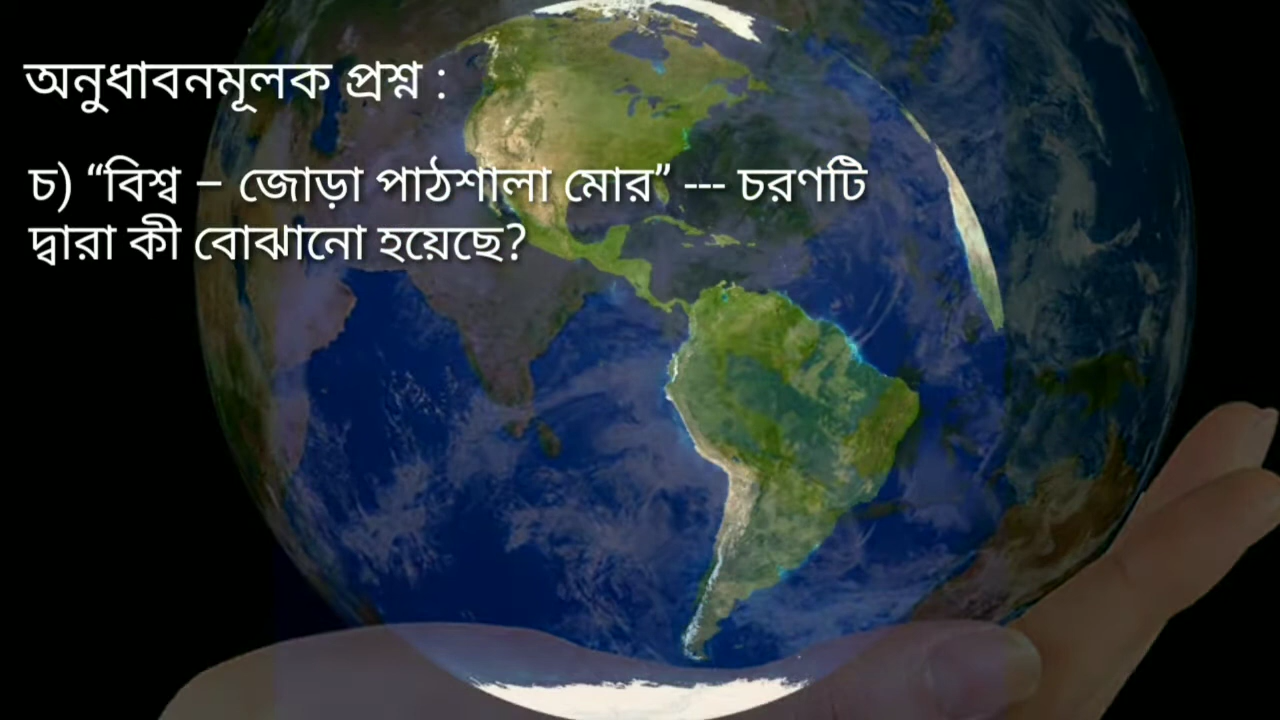 অনুধাবনমূলক প্রশ্ন :
চ) “বিশ্ব – জোড়া পাঠশালা মোর” --- চরণটি
দ্বারা কী বোঝানো হয়েছে?